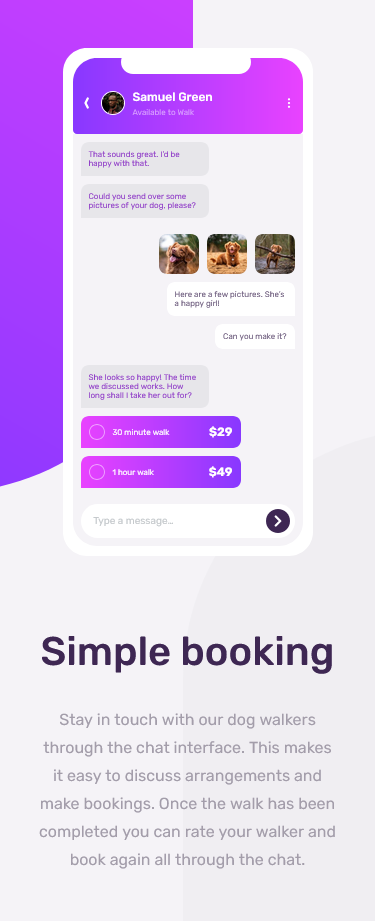 Samuel Green
Available to Walk
That sounds great. I'd be
happy with that.
Could you send over some
pictures of your dog, please?
Here are a few pictures. She's
a happy girl!
Can you make it?
She looks so happy! The time
we discussed works. How
long shall I take her out for?
30 minute walk $29
1 hour walk $49
Type a message…
Simple booking
Stay in touch with our dog walkers
through the chat interface. This makes
it easy to discuss arrangements and
make bookings. Once the walk has been
completed you can rate your walker and
book again all through the chat.